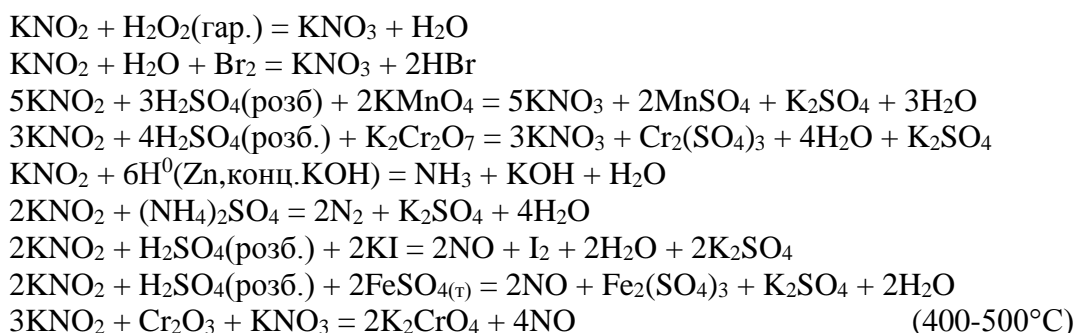 KNO₂ + H₂O₂(гар.) = KNO₃ + H₂O
KNO₂ + H₂O + Br₂ = KNO₃ + 2HBr
5KNO₂ + 3H₂SO₄(розб) + 2KMnO₄ = 5KNO₃ + 2MnSO₄ + K₂SO₄ + 3H₂O
3KNO₂ + 4H₂SO₄(розб.) + K₂Cr₂O₇ = 3KNO₃ + Cr₂(SO₄)₃ + 4H₂O + K₂SO₄
KNO₂ + 6H⁰(Zn,конц.KOH) = NH₃ + KOH + H₂O
2KNO₂ + (NH₄)₂SO₄ = 2N₂ + K₂SO₄ + 4H₂O
2KNO₂ + H₂SO₄(розб.) + 2KI = 2NO + I₂ + 2H₂O + 2K₂SO₄
2KNO₂ + H₂SO₄(розб.) + 2FeSO₄₍т₎ = 2NO + Fe₂(SO₄)₃ + K₂SO₄ + 2H₂O
3KNO₂ + Cr₂O₃ + KNO₃ = 2K₂CrO₄ + 4NO (400-500°C)